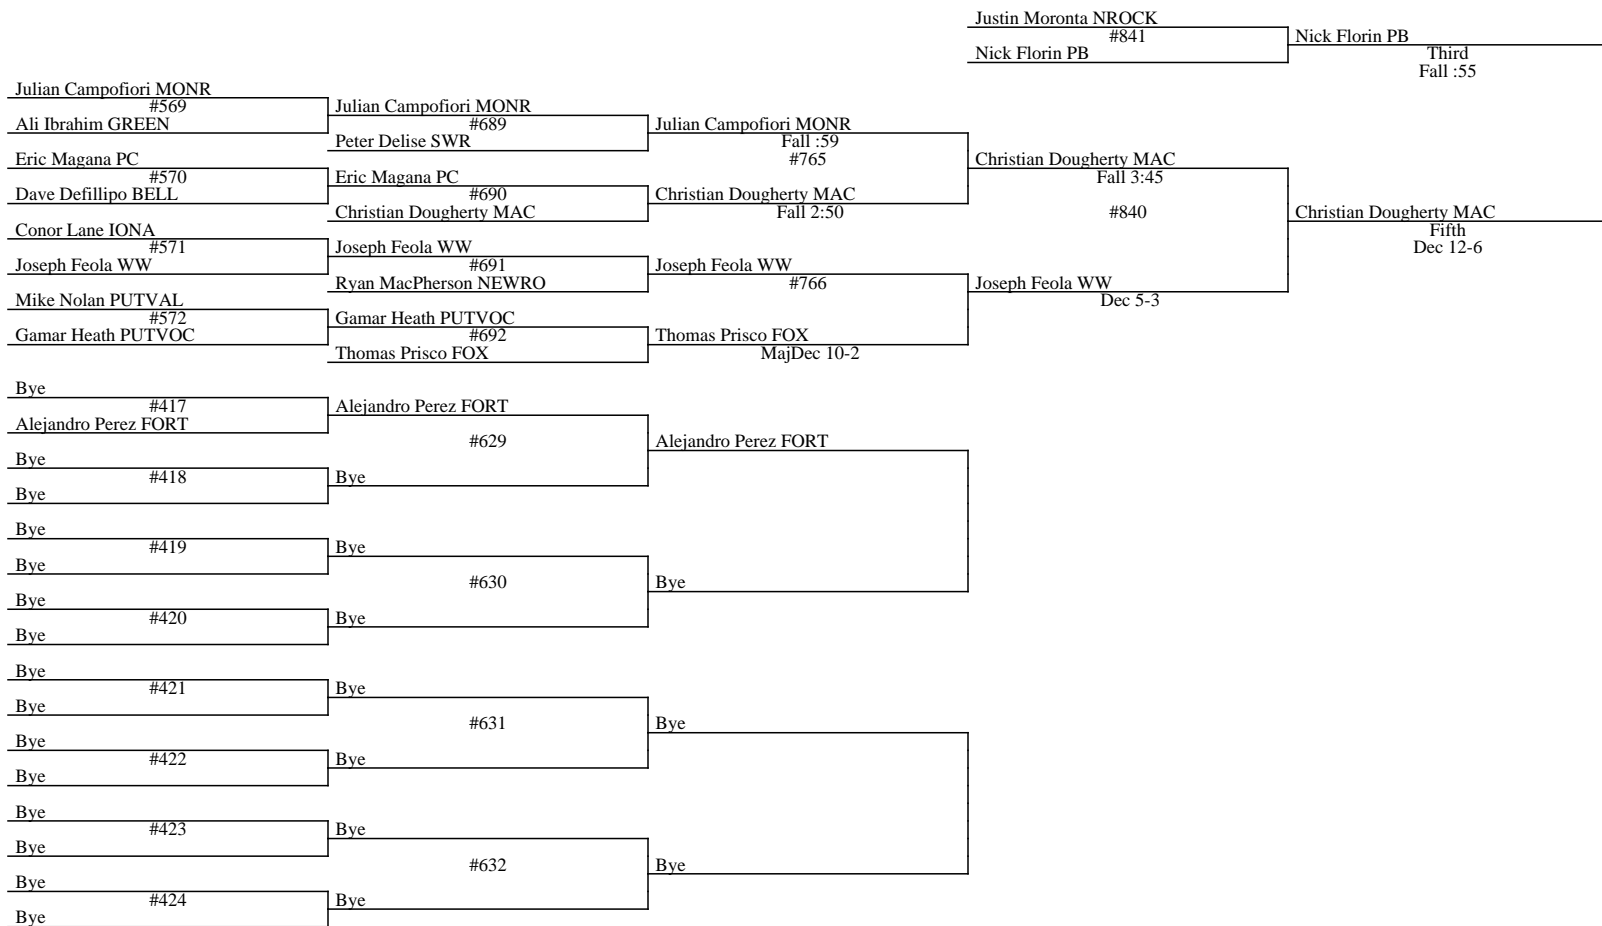 Justin Moronta NROCK
#841
Nick Florin PB
Nick Florin PB
Third
Fall :55
Julian Campofiori MONR
#569
Ali Ibrahim GREEN
Julian Campofiori MONR
#689
Peter Delise SWR
Julian Campofiori MONR
Fall :59
#765
Eric Magana PC
#570
Dave Defillipo BELL
Eric Magana PC
#690
Christian Dougherty MAC
Christian Dougherty MAC
Fall 2:50
Christian Dougherty MAC
Fall 3:45
#840
Christian Dougherty MAC
Fifth
Dec 12-6
Conor Lane IONA
#571
Joseph Feola WW
Joseph Feola WW
#691
Ryan MacPherson NEWRO
Joseph Feola WW
#766
Joseph Feola WW
Dec 5-3
Mike Nolan PUTVAL
#572
Gamar Heath PUTVOC
Gamar Heath PUTVOC
#692
Thomas Prisco FOX
Thomas Prisco FOX
MajDec 10-2
Bye
#417
Alejandro Perez FORT
Alejandro Perez FORT
#629
Alejandro Perez FORT
Bye
#418
Bye
Bye
Bye
#419
Bye
Bye
#630
Bye
Bye
#420
Bye
Bye
Bye
#421
Bye
Bye
#631
Bye
Bye
#422
Bye
Bye
Bye
#423
Bye
Bye
#632
Bye
Bye
#424
Bye
Bye